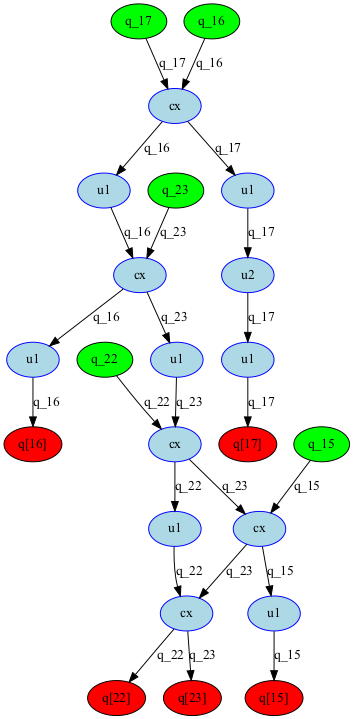 q_17 q_16
q_17 q_16
cx
q_16 q_17
u1 q_23 u1
q_16 q_23 q_17
cx u2
q_16 q_23 q_17
u1 q_22 u1 u1
q_16 q_22 q_23 q_17
q[16] cx q[17] q_15
q_22 q_23 q_15
u1 cx
q_22 q_23 q_15
cx u1
q_22 q_23 q_15
q[22] q[23] q[15]